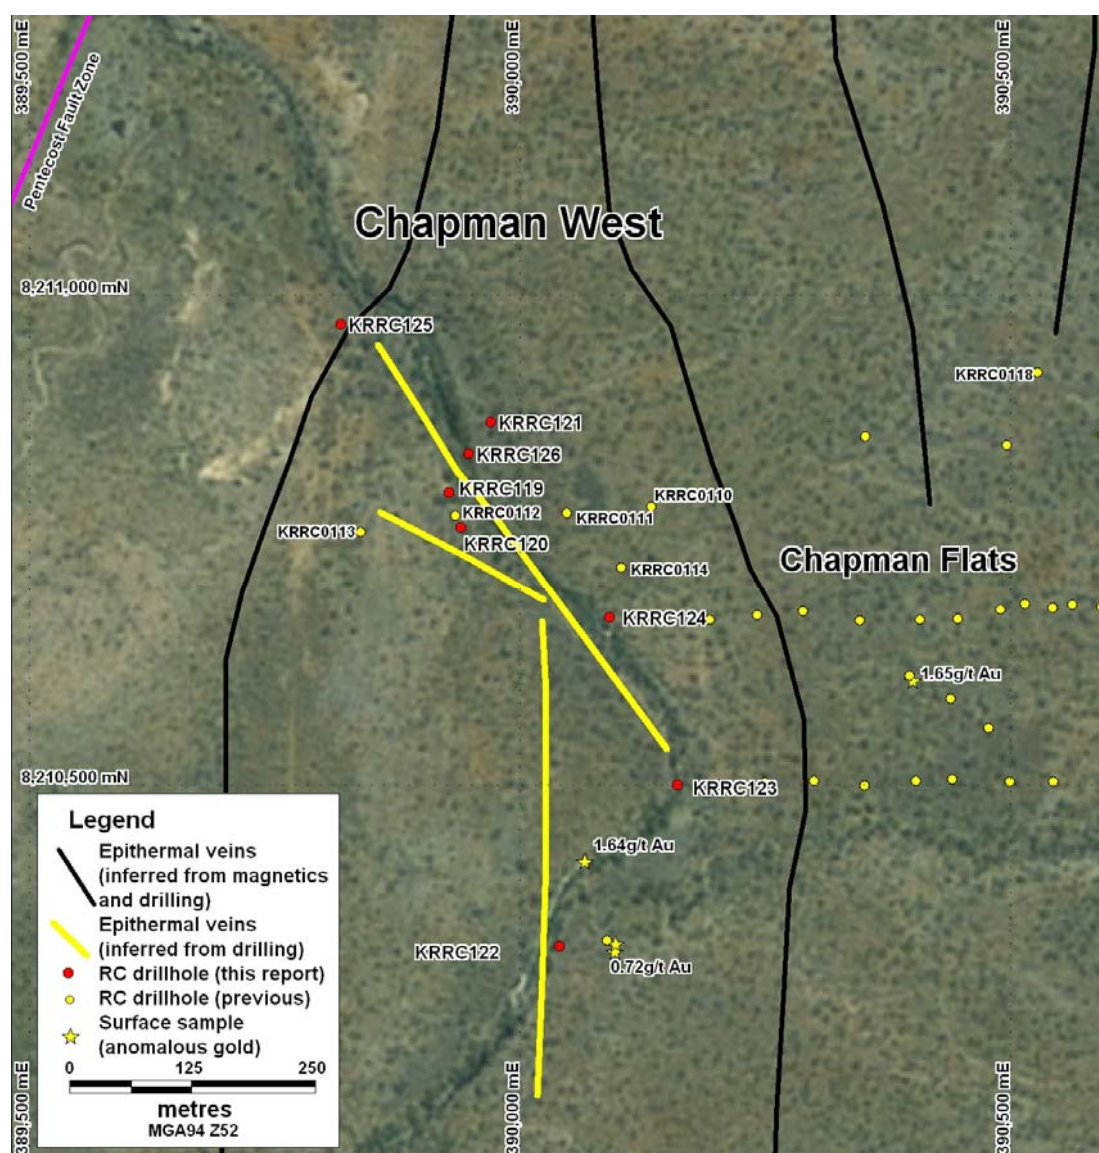 389,500 mE
390,000 mE
390,500 mE
Pentecost Fault Zone
Chapman West
8,211,000 mN
KRRC125
KRRC0118
KRRC121
KRRC126
KRRC119
KRRC0110
KRRC0112
KRRC0111
KRRC0113
KRRC120
Chapman Flats
KRRC0114
KRRC124
1.65g/t Au
8,210,500 mN
KRRC123
Legend
Epithermal veins
(inferred from magnetics
and drilling)
Epithermal veins
(inferred from drilling)
RC drillhole (this report)
RC drillhole (previous)
Surface sample
(anomalous gold)
0 125 250
metres
MGA94 Z52
1.64g/t Au
KRRC122
0.72g/t Au
389,500 mE
390,000 mE
390,500 mE